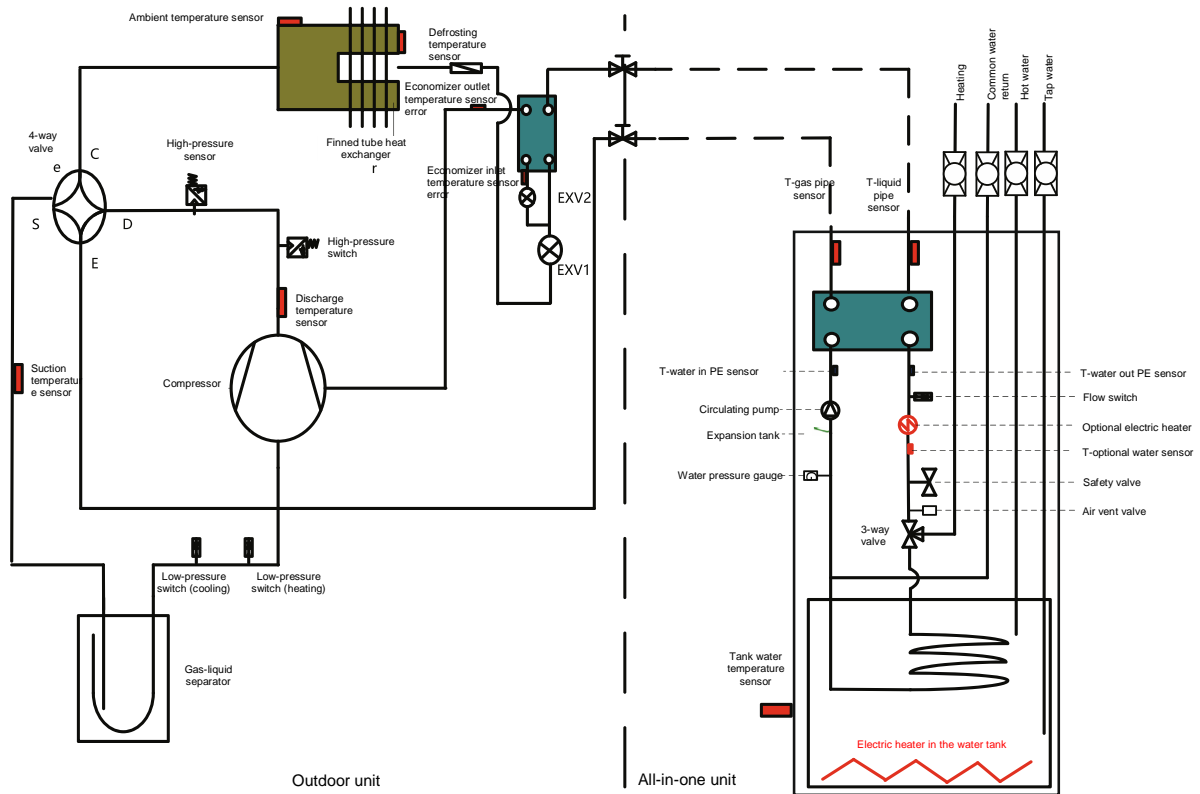 Ambient temperature sensor
Defrosting
temperature
sensor
Economizer outlet
temperature sensor
error
4-way
valve
e
C
S
D
E
High-pressure
sensor
Finned tube heat
exchanger
r
Economizer inlet
temperature sensor
error
EXV2
EXV1
High-pressure
switch
Discharge
temperature
sensor
Suction
temperatu
e sensor
Compressor
Low-pressure
switch (cooling)
Low-pressure
switch (heating)
Gas-liquid
separator
Outdoor unit
All-in-one unit
Heating
Common water
return
Hot water
Tap water
T-gas pipe
sensor
T-liquid
pipe
sensor
T-water in PE sensor
Circulating pump
Expansion tank
Water pressure gauge
G
T-water out PE sensor
Flow switch
Optional electric heater
T-optional water sensor
Safety valve
Air vent valve
3-way
valve
Tank water
temperature
sensor
Electric heater in the water tank